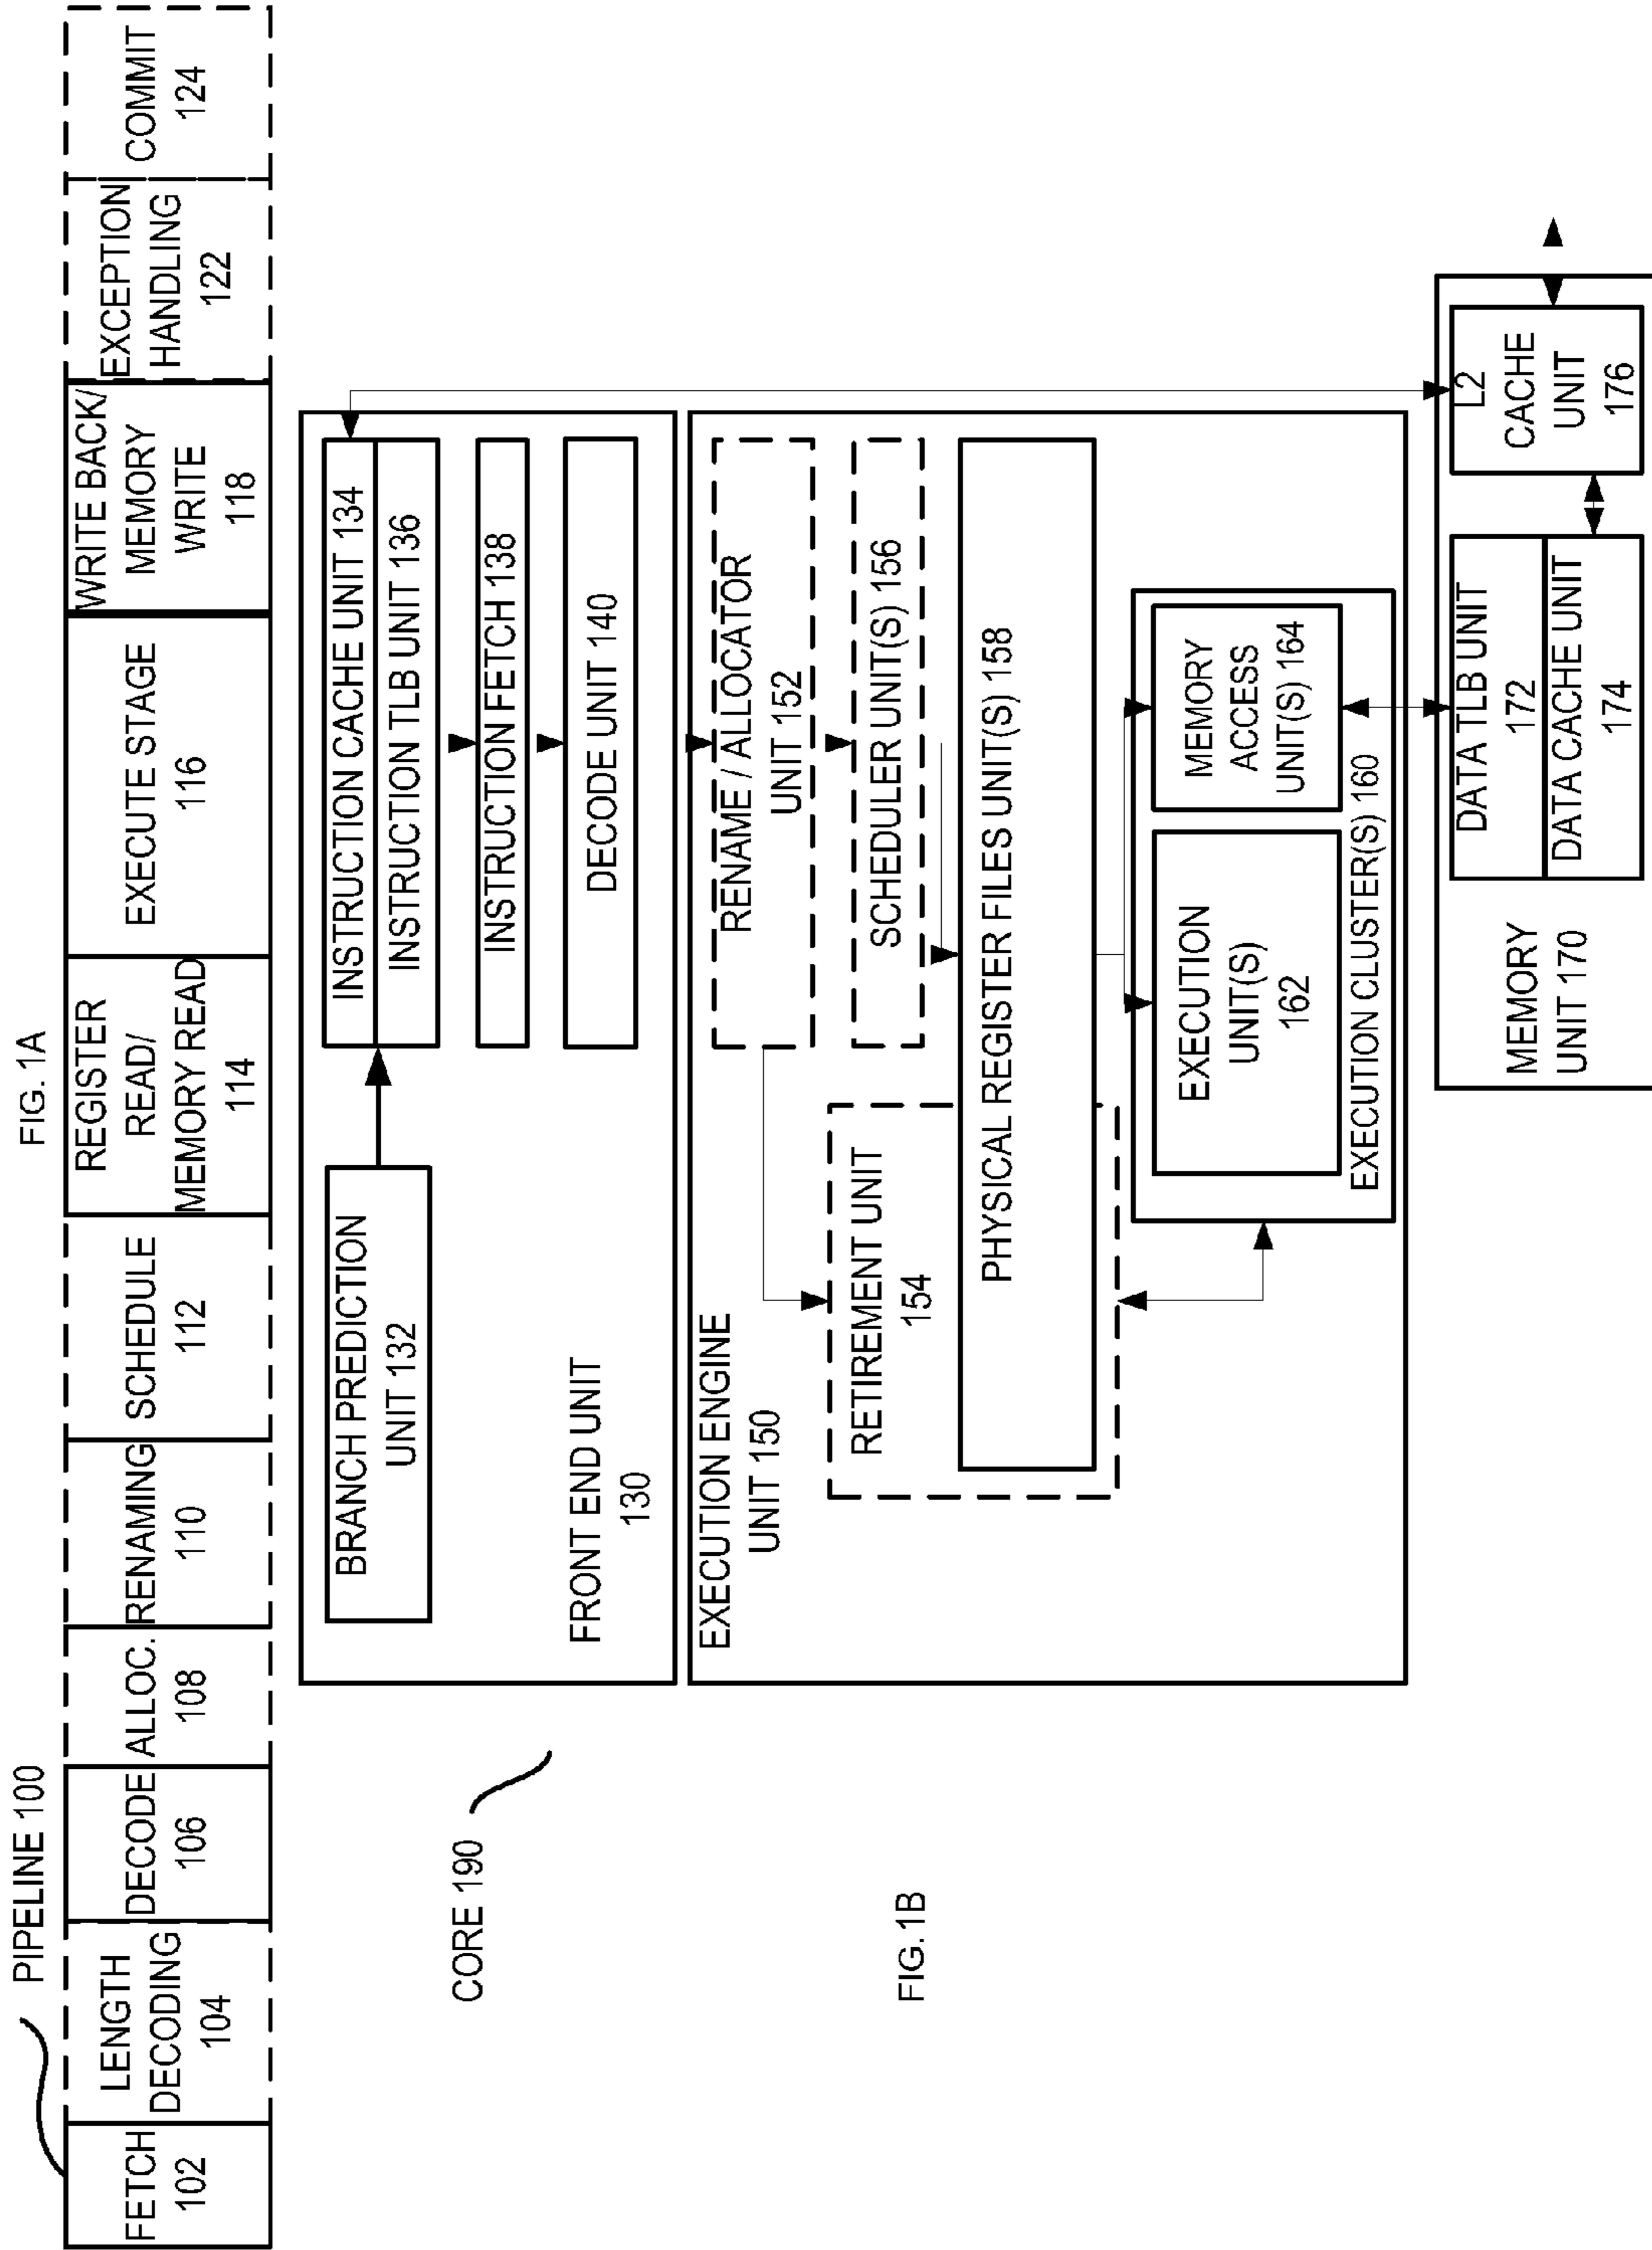 FIG. 1A
PIPELINE 100
FETCH
102
LENGTH
DECODING
104
DECODE
106
ALLOC.
108
RENAMING
110
SCHEDULE
112
REGISTER
READ/
MEMORY READ
114
EXECUTE STAGE
116
WRITE BACK/
MEMORY
WRITE
118
EXCEPTION
HANDLING
122
COMMIT
124
CORE 190
BRANCH PREDICTION
UNIT 132
INSTRUCTION CACHE UNIT 134
INSTRUCTION TLB UNIT 136
INSTRUCTION FETCH 138
DECODE UNIT 140
FRONT END UNIT
130
EXECUTION ENGINE
UNIT 150
RENAME / ALLOCATOR
UNIT 152
RETIREMENT UNIT
154
SCHEDULER UNIT(S) 156
PHYSICAL REGISTER FILES UNIT(S) 158
EXECUTION
UNIT(S)
162
MEMORY
ACCESS
UNIT(S) 164
EXECUTION CLUSTER(S) 160
FIG. 1B
MEMORY
UNIT 170
DATA TLB UNIT
172
DATA CACHE UNIT
174
L2
CACHE
UNIT
176